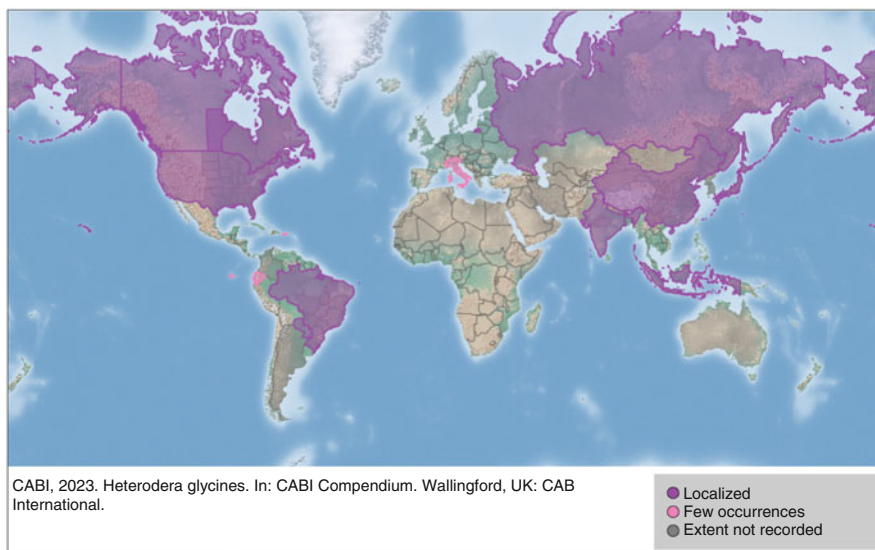 CABI, 2023. Heterodera glycines. In: CABI Compendium. Wallingford, UK: CAB
International.
Localized
Few occurrences
Extent not recorded